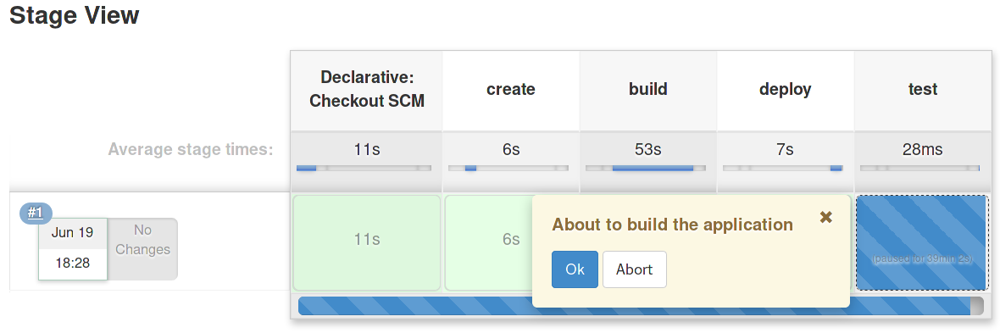 Stage View
Declarative:
Checkout SCM
create
build
deploy
test
Average stage times:
11s
6s
53s
7s
28ms
#1
Jun 19
18:28
No
Changes
11s
6s
About to build the application
✖
Ok
Abort
(paused for 39min 2s)